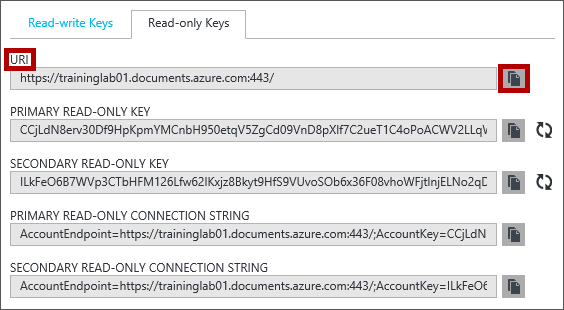 Read-write Keys Read-only Keys
URI
https://traininglab01.documents.azure.com:443/
PRIMARY READ-ONLY KEY
CCjLdN8erv30Df9HpKpmYMCnbH950etqV5ZgCd09VnD8pXlf7C2ueT1C4oPoACWV2LLqV
SECONDARY READ-ONLY KEY
ILkFeO6B7WVp3CTbHFM126Lfw62IKxjz8Bkyt9HfS9VUvoSOb6x36F08vhoWFjtInjELNo2qD
PRIMARY READ-ONLY CONNECTION STRING
AccountEndpoint=https://traininglab01.documents.azure.com:443/;AccountKey=CCjLdN
SECONDARY READ-ONLY CONNECTION STRING
AccountEndpoint=https://traininglab01.documents.azure.com:443/;AccountKey=ILkFeO6